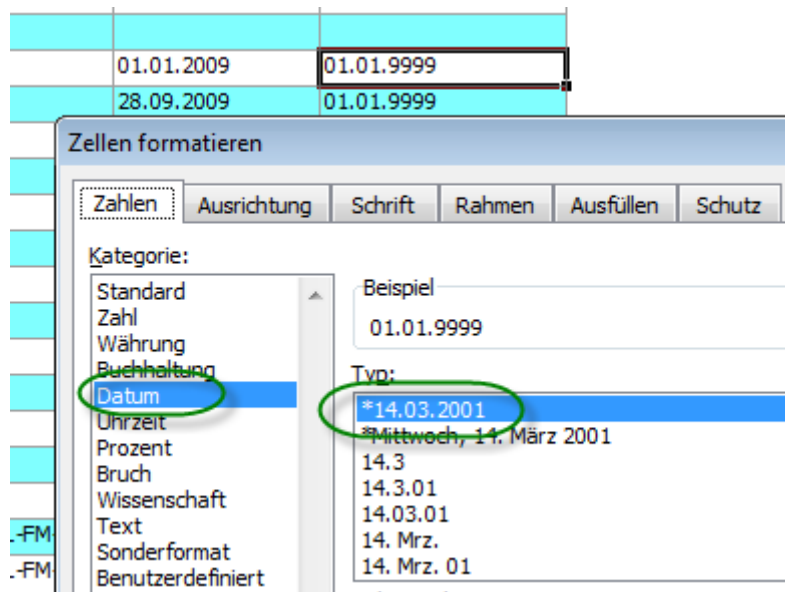 01.01.2009 01.01.9999
28.09.2009 01.01.9999
Zellen formatieren
Zahlen Ausrichtung Schrift Rahmen Ausfüllen Schutz
Kategorie:
Standard
Zahl
Währung
Buchhaltung
Datum
Uhrzeit
Prozent
Bruch
Wissenschaft
Text
Sonderformat
Benutzerdefiniert
Beispiel
01.01.9999
Typ:
*14.03.2001
*Mittwoch, 14. März 2001
14.3
14.3.01
14.03.01
14. Mrz.
14. Mrz. 01
-FM-
-FM-